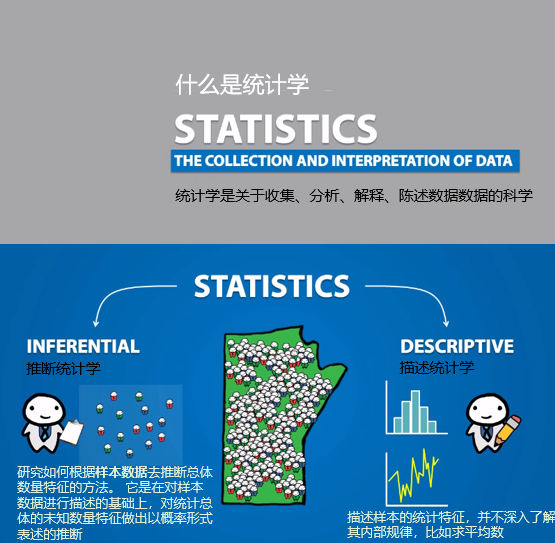 什么是统计学
STATISTICS
THE COLLECTION AND INTERPRETATION OF DATA
统计学是关于收集、分析、解释、陈述数据数据的科学
STATISTICS
INFERENTIAL
推断统计学
DESCRIPTIVE
描述统计学
研究如何根据样本数据去推断总体
数量特征的方法。 它是在对样本
数据进行描述的基础上，对统计总
体的未知数量特征做出以概率形式
表述的推断
描述样本的统计特征，并不深入了解
其内部规律，比如求平均数